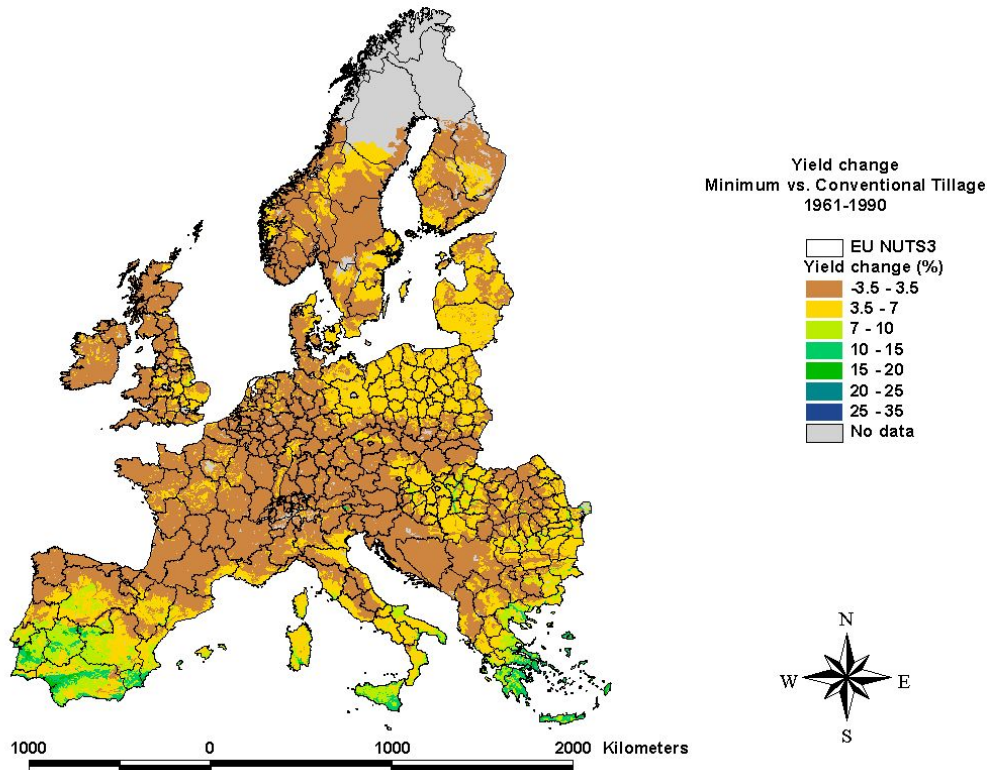 Yield change
Minimum vs. Conventional Tillage
1961-1990
EU NUTS3
Yield change (%)
-3.5 - 3.5
3.5 - 7
7 - 10
10 - 15
15 - 20
20 - 25
25 - 35
No data
N
W E
S
1000 0 1000 2000 Kilometers